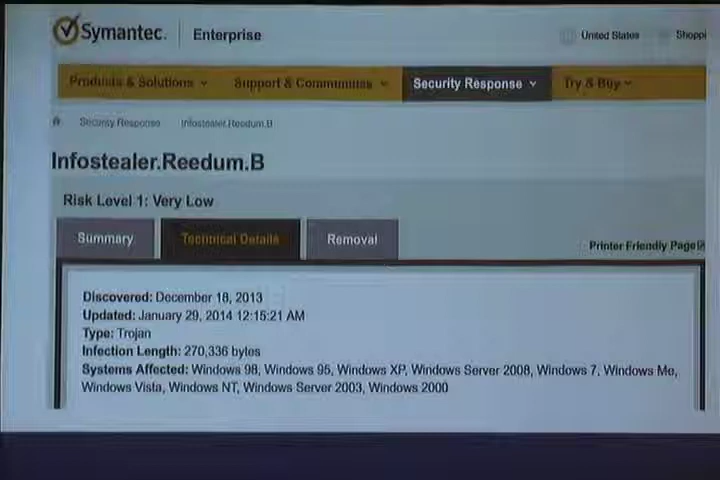 Symantec. Enterprise United States Shoppi
Products & Solutions Support & Communities Security Response Try & Buy
Security Response Infostealer.Reedum.B
Infostealer.Reedum.B
Risk Level 1: Very Low
Summary Technical Details Removal Printer Friendly Page
Discovered: December 18, 2013
Updated: January 29, 2014 12:15:21 AM
Type: Trojan
Infection Length: 270,336 bytes
Systems Affected: Windows 98, Windows 95, Windows XP, Windows Server 2008, Windows 7, Windows Me,
Windows Vista, Windows NT, Windows Server 2003, Windows 2000